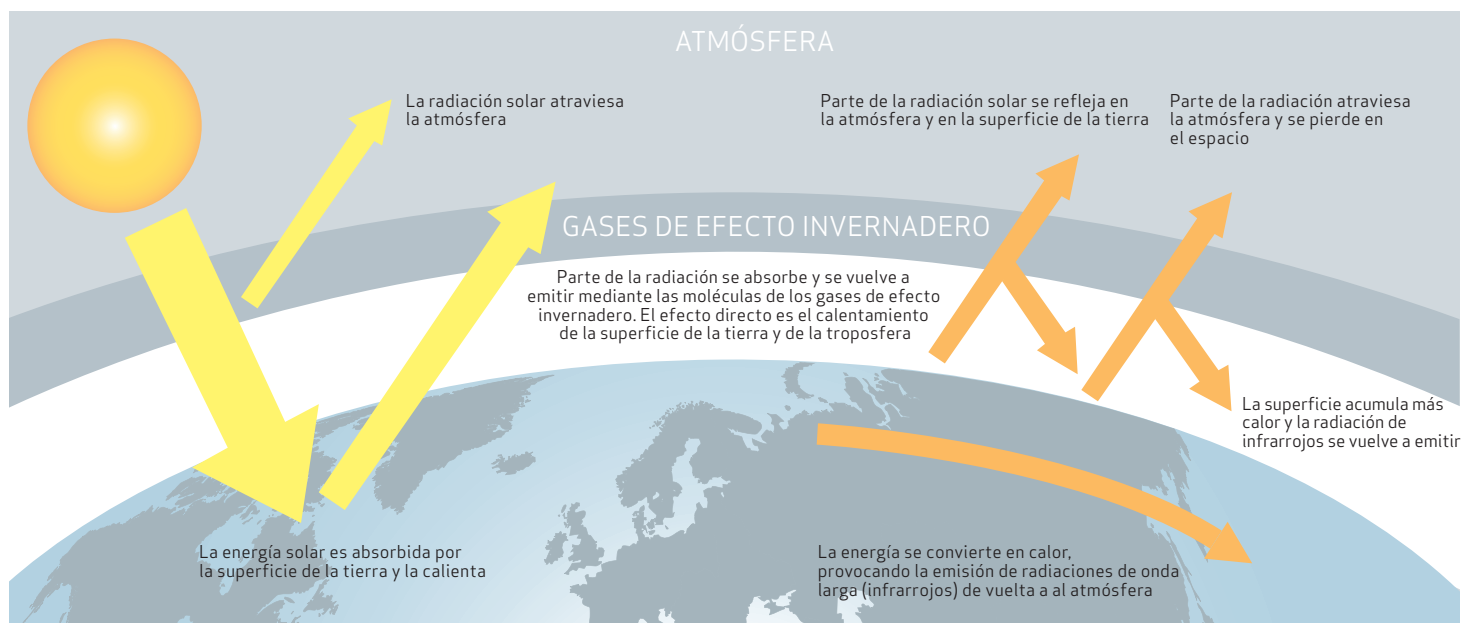 ATMÓSFERA
La radiación solar atraviesa
la atmósfera
Parte de la radiación solar se refleja en
la atmósfera y en la superficie de la tierra
Parte de la radiación atraviesa
la atmósfera y se pierde en
el espacio
GASES DE EFECTO INVERNADERO
Parte de la radiación se absorbe y se vuelve a
emitir mediante las moléculas de los gases de efecto
invernadero. El efecto directo es el calentamiento
de la superficie de la tierra y de la troposfera
La superficie acumula más
calor y la radiación de
infrarrojos se vuelve a emitir
La energía solar es absorbida por
la superficie de la tierra y la calienta
La energía se convierte en calor,
provocando la emisión de radiaciones de onda
larga (infrarrojos) de vuelta a al atmósfera